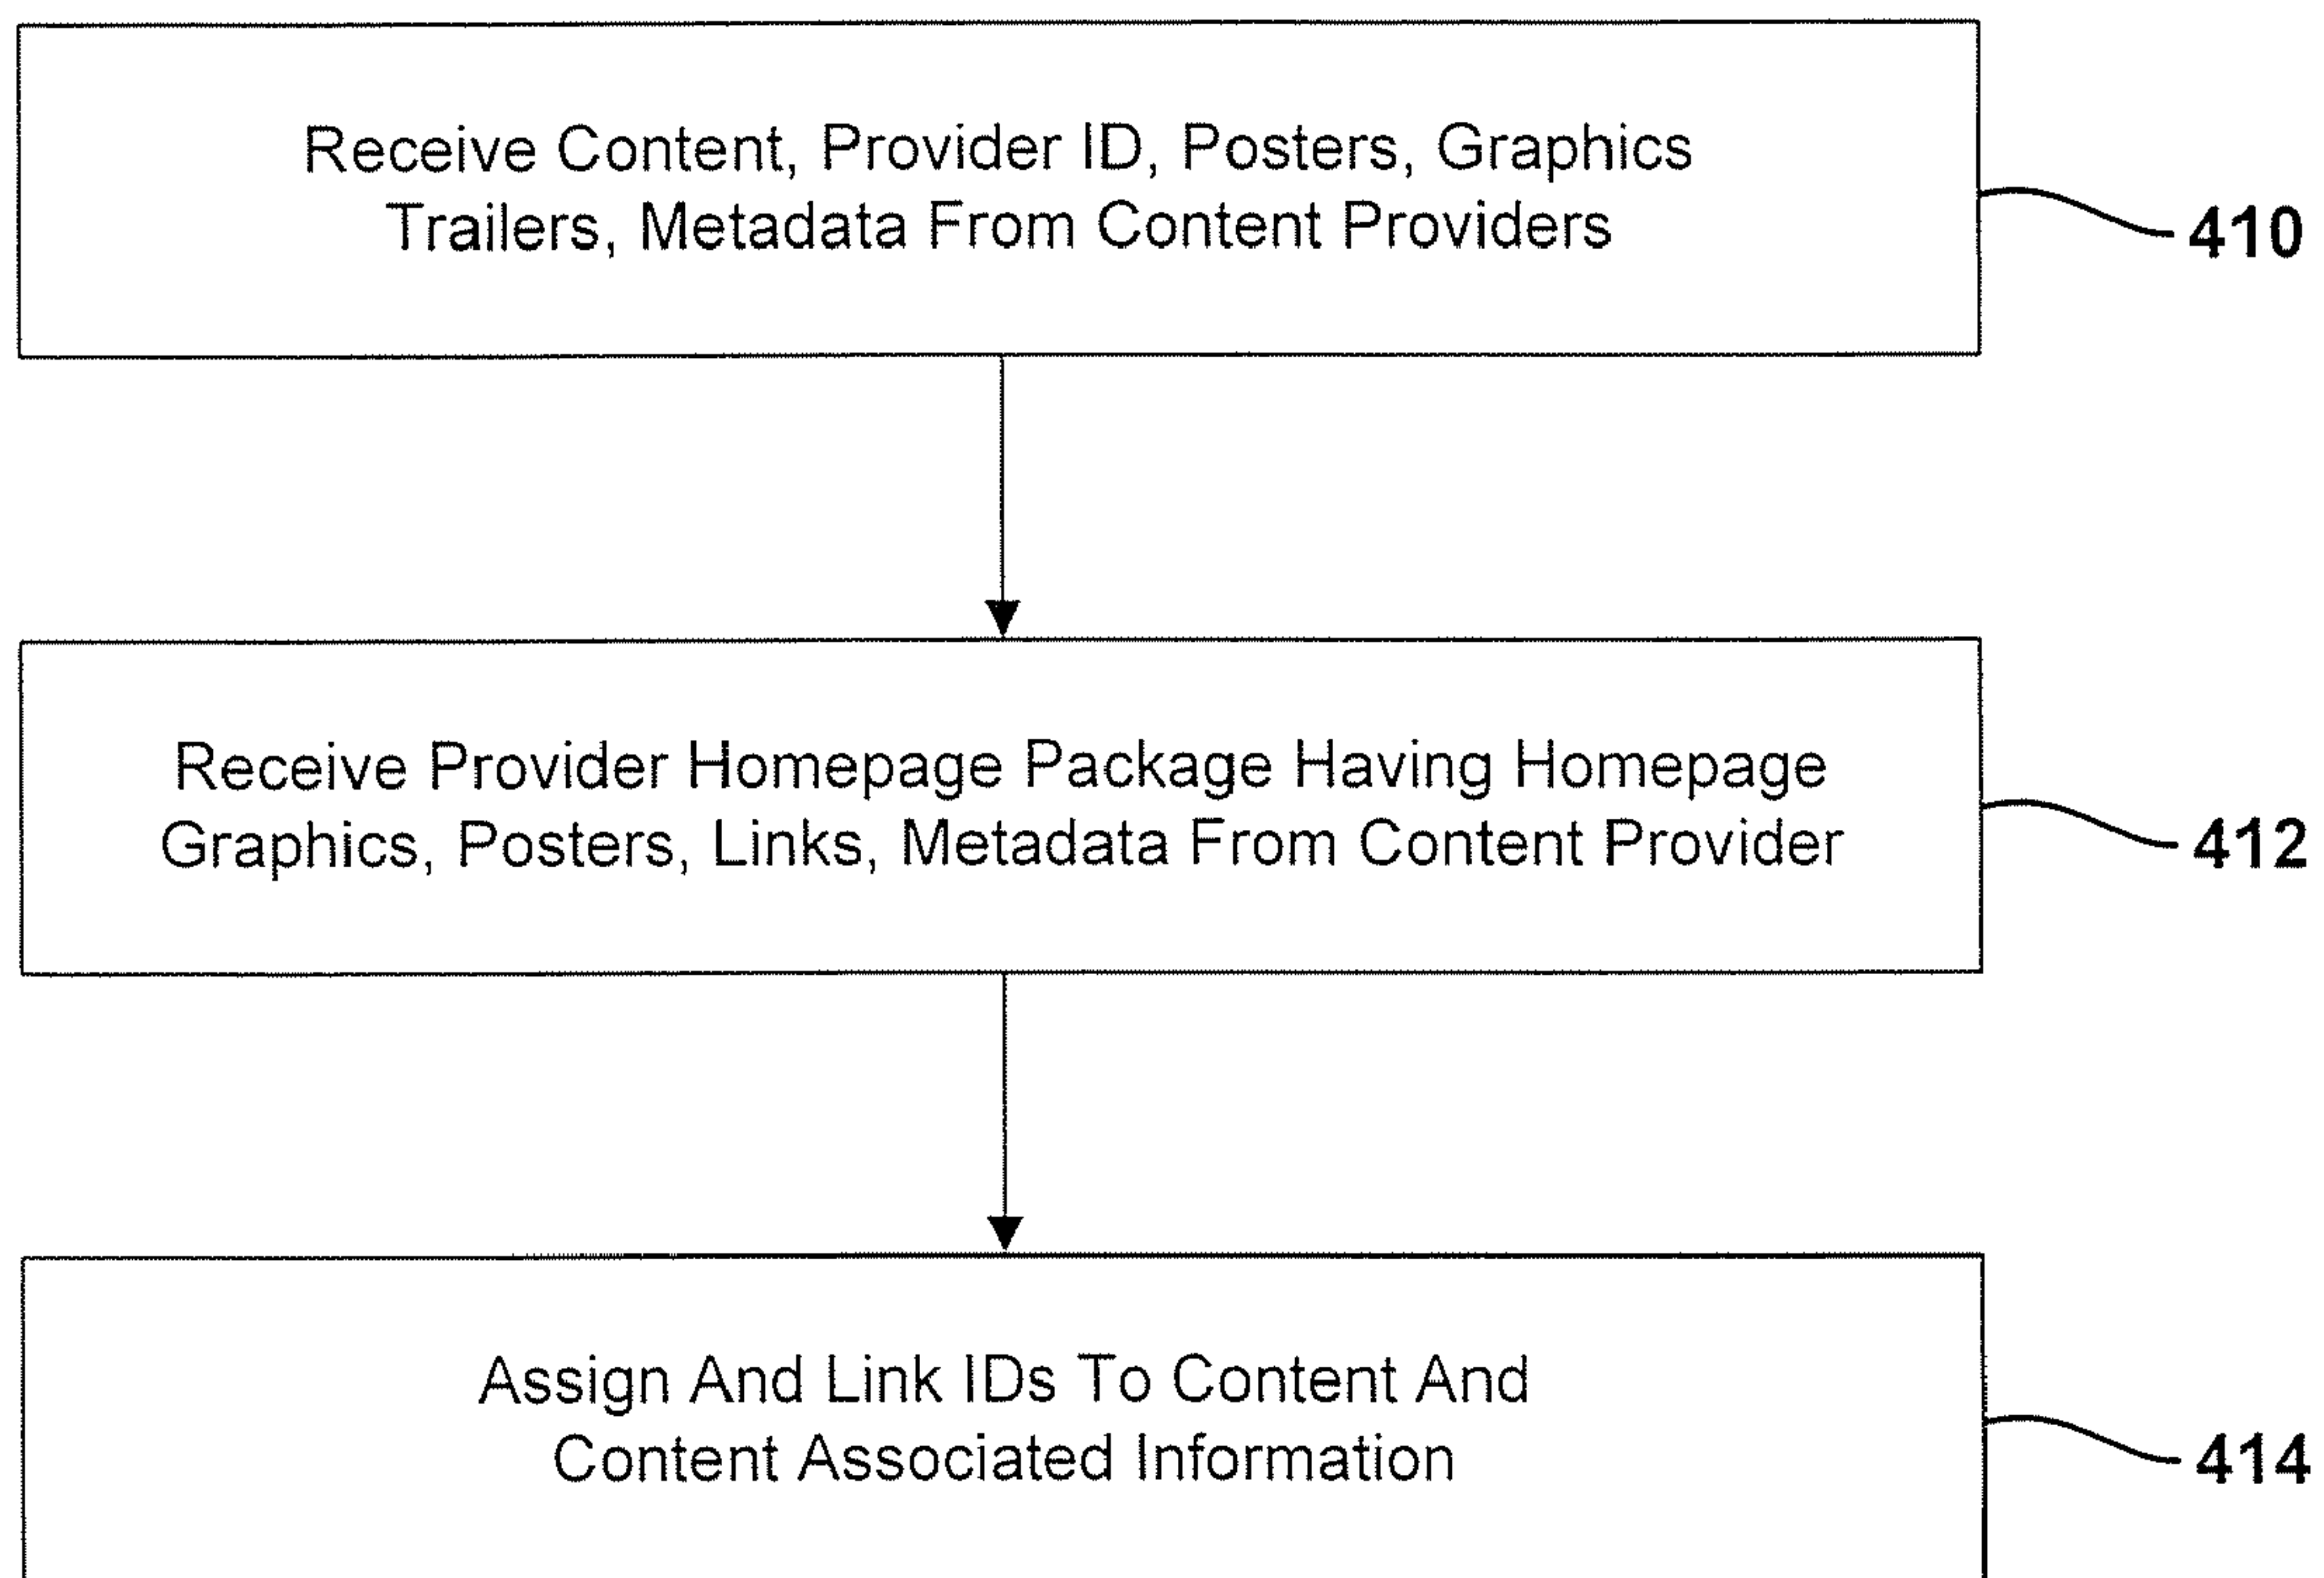 Receive Content, Provider ID, Posters, Graphics
Trailers, Metadata From Content Providers
410
Receive Provider Homepage Package Having Homepage
Graphics, Posters, Links, Metadata From Content Provider
412
Assign And Link IDs To Content And
Content Associated Information
414